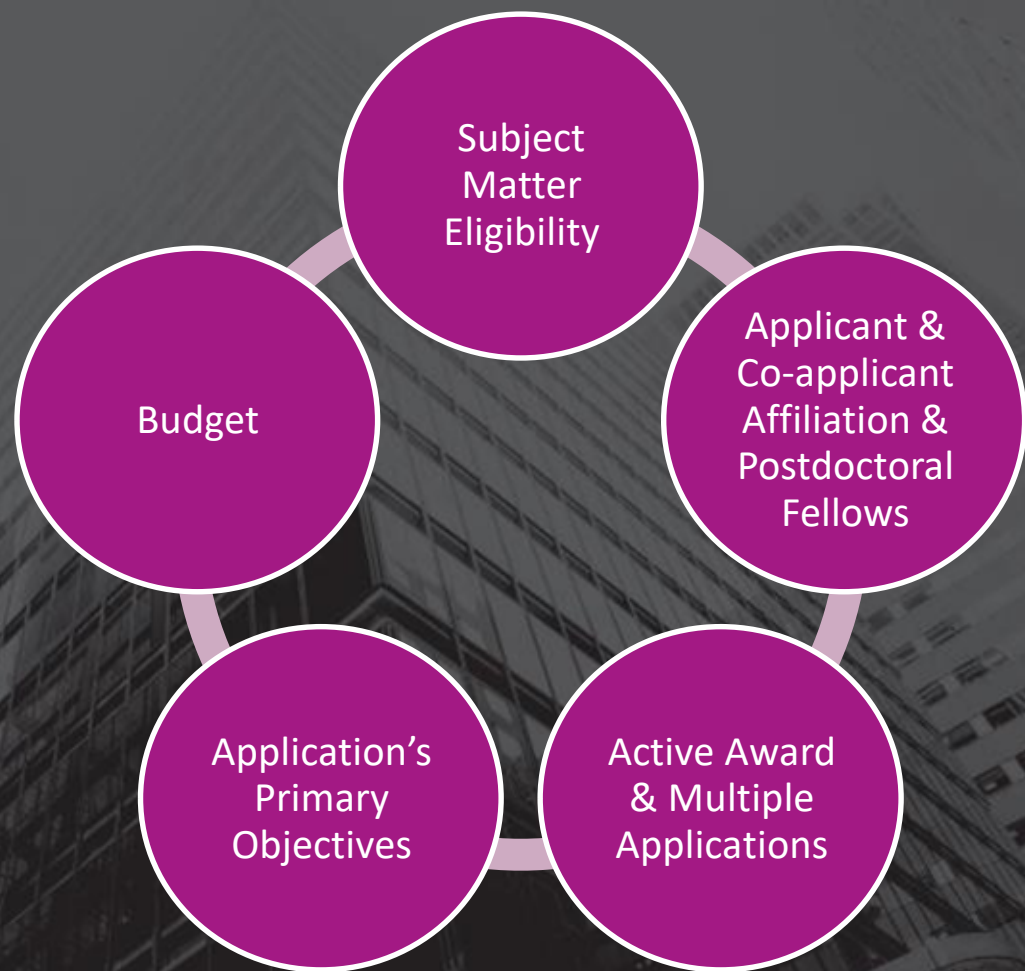 Subject
Matter
Eligibility
Applicant &
Co-applicant
Affiliation &
Postdoctoral
Fellows
Active Award
& Multiple
Applications
Application’s
Primary
Objectives
Budget